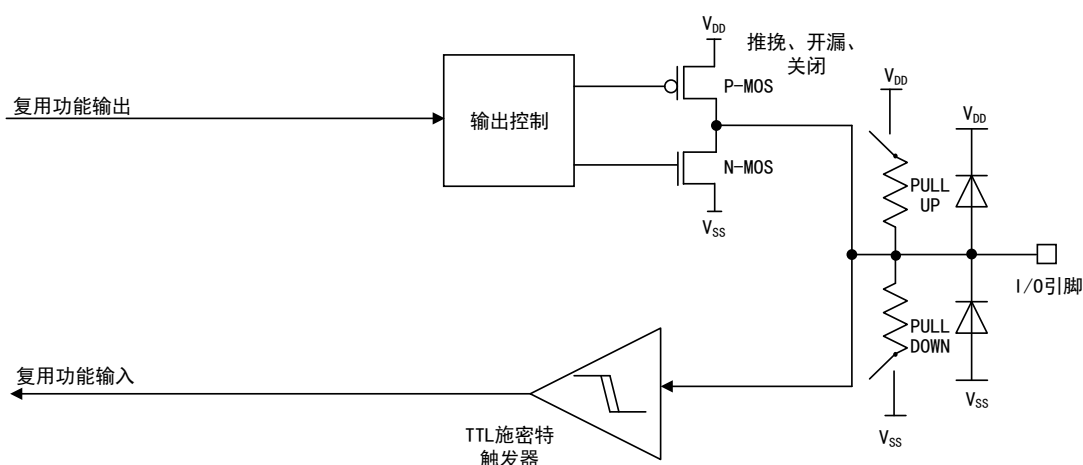 V_DD
推挽、开漏、
关闭
V_DD
P-MOS
复用功能输出
输出控制
V_DD
N-MOS
PULL
UP
V_SS
I/O引脚
PULL
DOWN
复用功能输入
V_SS
TTL施密特
触发器
V_SS